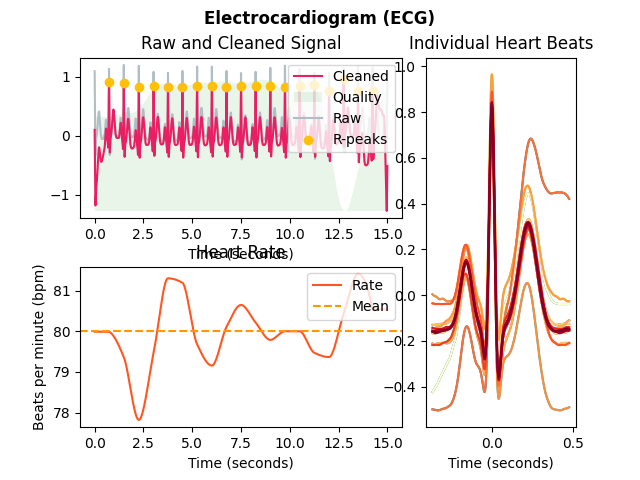 Electrocardiogram (ECG)
Raw and Cleaned Signal
1
0
−1
Cleaned
Quality
Raw
R-peaks
0.0 2.5 5.0 7.5 10.0 12.5 15.0
Time (seconds)
Heart Rate
Beats per minute (bpm)
81
80
79
78
Rate
Mean
0.0 2.5 5.0 7.5 10.0 12.5 15.0
Time (seconds)
Individual Heart Beats
1.0
0.8
0.6
0.4
0.2
0.0
−0.2
−0.4
0.0 0.5
Time (seconds)